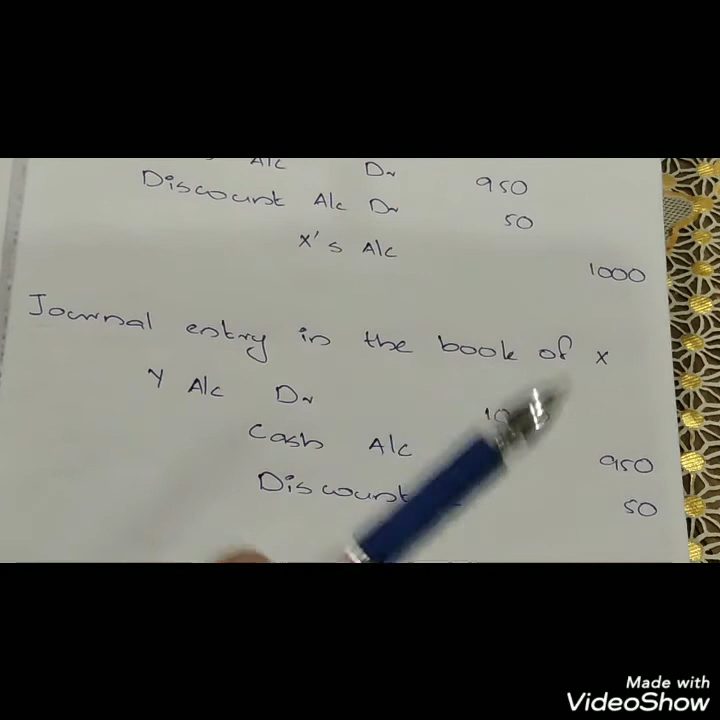 A/c Dr 950
Discount A/c Dr 50
X's A/c 1000
Journal entry in the book of x
Y A/c Dr
Cash A/c 950
Discount 50
Made with
VideoShow